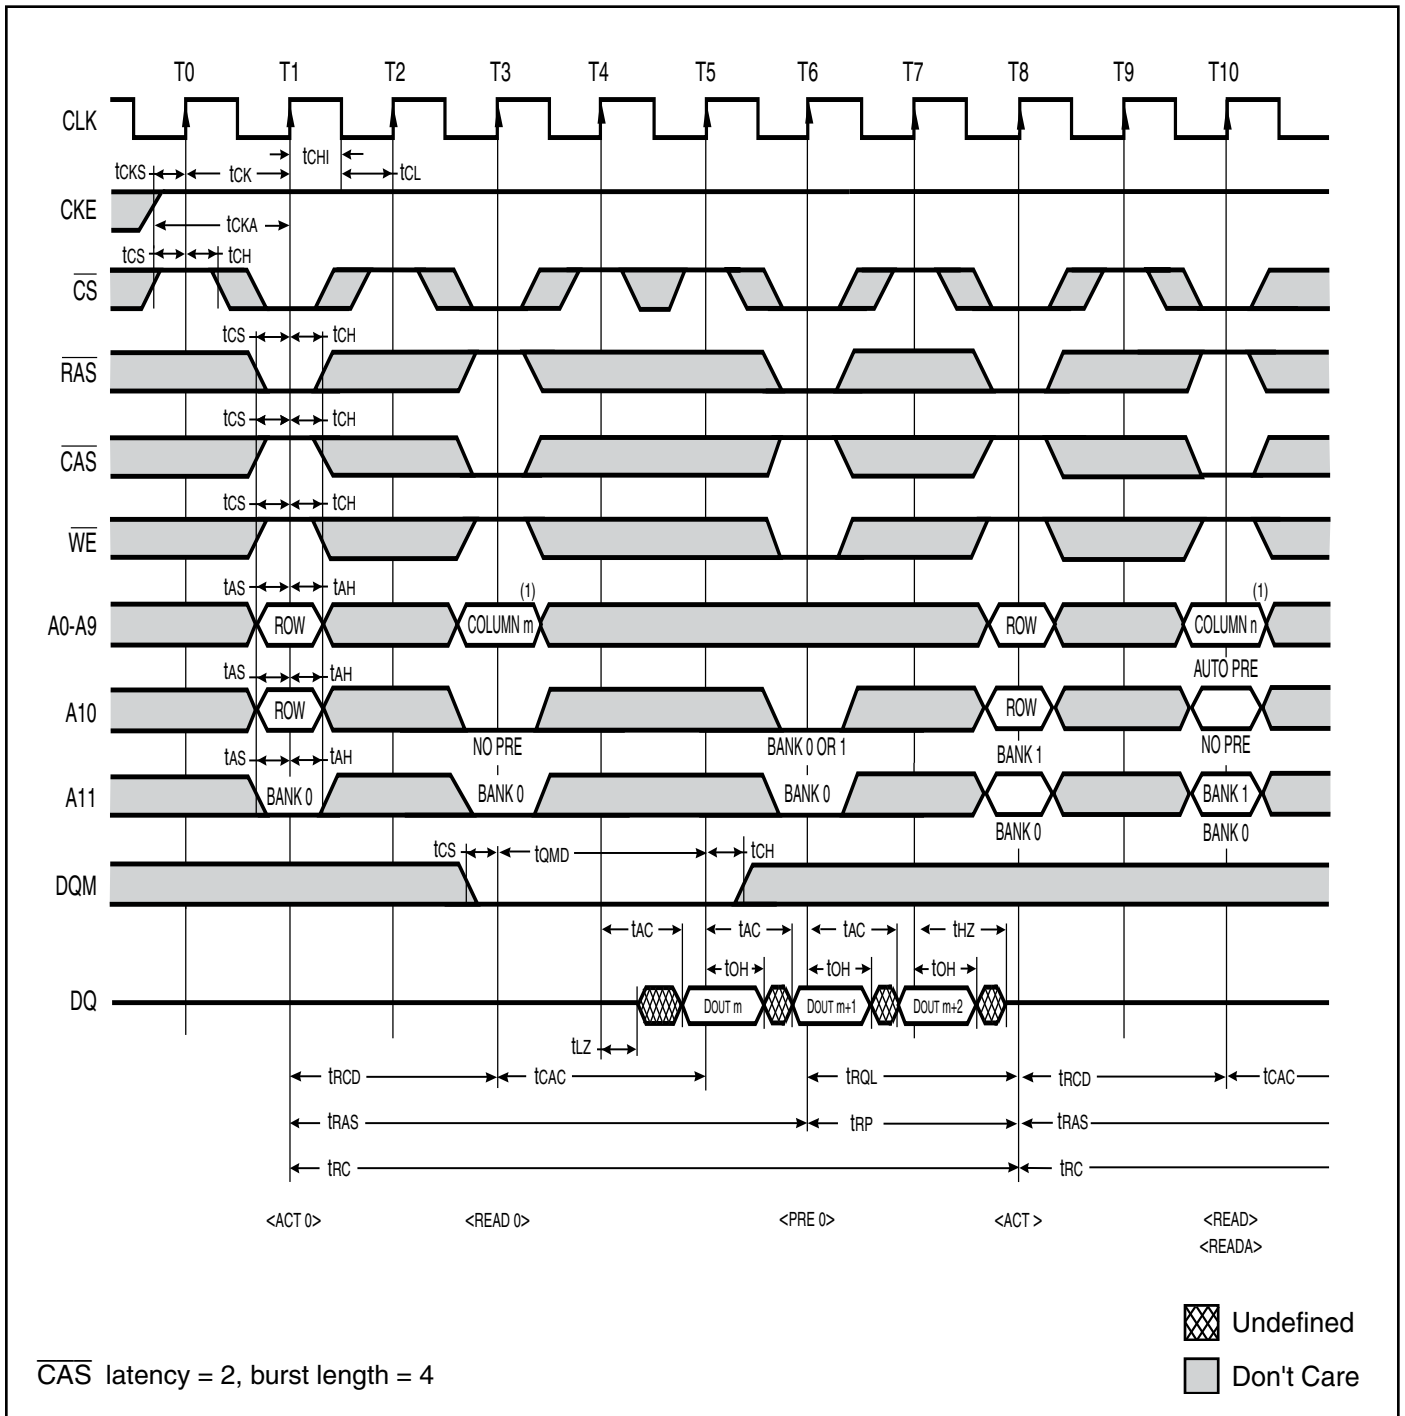 T0 T1 T2 T3 T4 T5 T6 T7 T8 T9 T10
CLK
tCHI
tCKS tCK tCL
CKE
tCKA
tCS tCH
CS
tCS tCH
RAS
tCS tCH
CAS
tCS tCH
WE
tAS tAH (1) (1)
A0-A9 ROW COLUMN m ROW COLUMN n
tAS tAH AUTO PRE
A10 ROW ROW
NO PRE BANK 0 OR 1 BANK 1 NO PRE
tAS tAH
A11 BANK 0 BANK 0 BANK 0 BANK 1
BANK 0 BANK 0
tCS tQMD tCH
DQM
tAC tAC tAC tHZ
tOH tOH tOH
DQ DOUT m DOUT m+1 DOUT m+2
tLZ
tRCD tCAC tRQL tRCD tCAC
tRAS tRP tRAS
tRC tRC
<ACT 0> <READ 0> <PRE 0> <ACT > <READ>
<READA>
Undefined
CAS latency = 2, burst length = 4
Don't Care